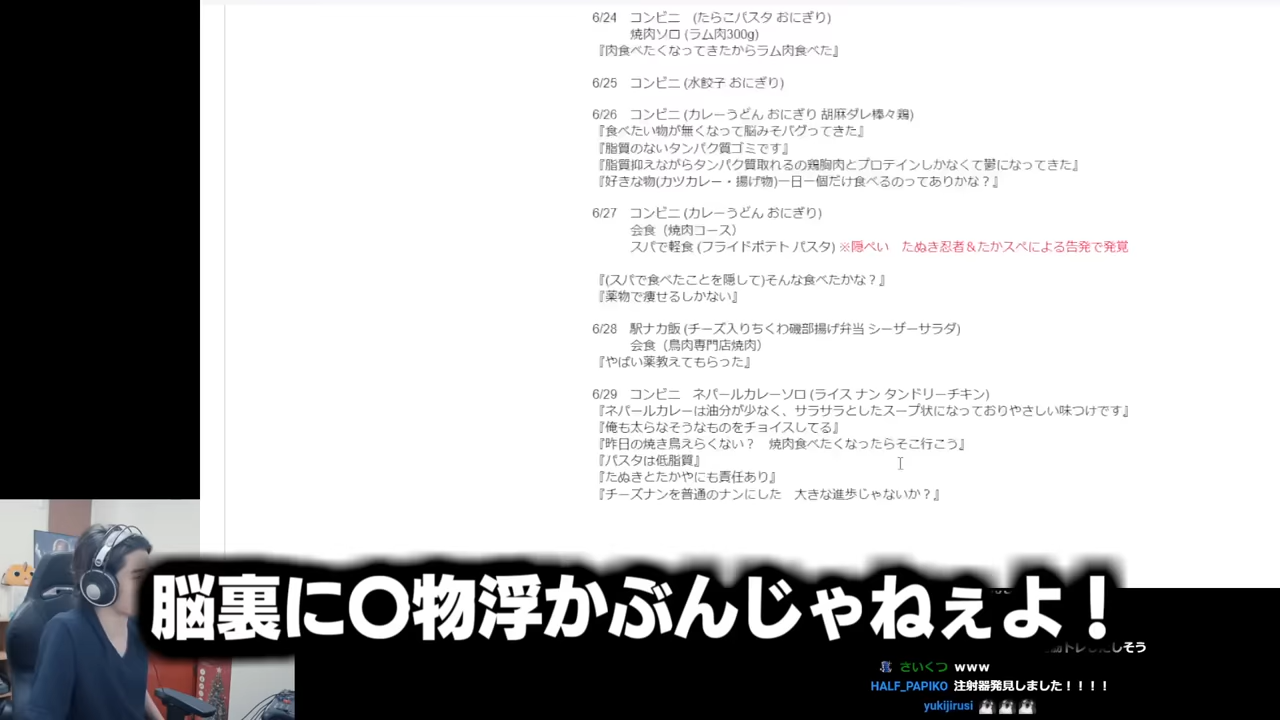 6/24 コンビニ (たらこパスタ おにぎり)
焼肉ソロ (ラム肉300g)
『肉食べたくなってきたからラム肉食べた』
6/25 コンビニ (水餃子 おにぎり)
6/26 コンビニ (カレーうどん おにぎり 胡麻ダレ棒々鶏)
『食べたい物が無くなって脳みそバグってきた』
『脂質のないタンパク質ゴミです』
『脂質抑えながらタンパク質取れるの鶏胸肉とプロテインしかなくて鬱になってきた』
『好きな物(カツカレー・揚げ物)一日一個だけ食べるのってありかな？』
6/27 コンビニ (カレーうどん おにぎり)
会食（焼肉コース）
スパで軽食 (フライドポテト パスタ) ※隠ぺい たぬき忍者＆たかスペによる告発で発覚
『(スパで食べたことを隠して)そんな食べたかな？』
『薬物で痩せるしかない』
6/28 駅ナカ飯 (チーズ入りちくわ磯部揚げ弁当 シーザーサラダ)
会食（鳥肉専門店焼肉）
『やばい薬教えてもらった』
6/29 コンビニ ネパールカレーソロ (ライス ナン タンドリーチキン)
『ネパールカレーは油分が少なく、サラサラとしたスープ状になっておりやさしい味つけです』
『俺も太らなそうなものをチョイスしてる』
『昨日の焼き鳥えらくない？ 焼肉食べたくなったらそこ行こう』
『パスタは低脂質』
『たぬきとたかやにも責任あり』
『チーズナンを普通のナンにした 大きな進歩じゃないか？』
脳裏に〇物浮かぶんじゃねぇよ！
しそう
さいくつ www
HALF_PAPIKO 注射器発見しました！！！！
yukijirusi